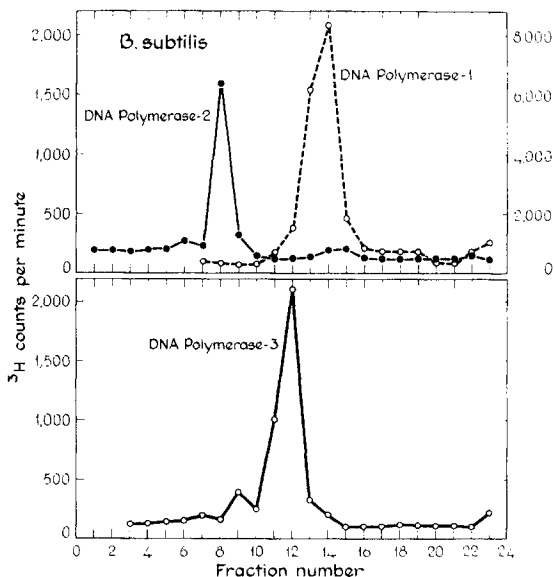 B. subtilis
2,000
1,500
1,000
500
0
8,000
6,000
4,000
2,000
0
DNA Polymerase-1
DNA Polymerase-2
³H counts per minute
2,000
1,500
1,000
500
0
DNA Polymerase-3
0 2 4 6 8 10 12 14 16 18 20 22 24
Fraction number